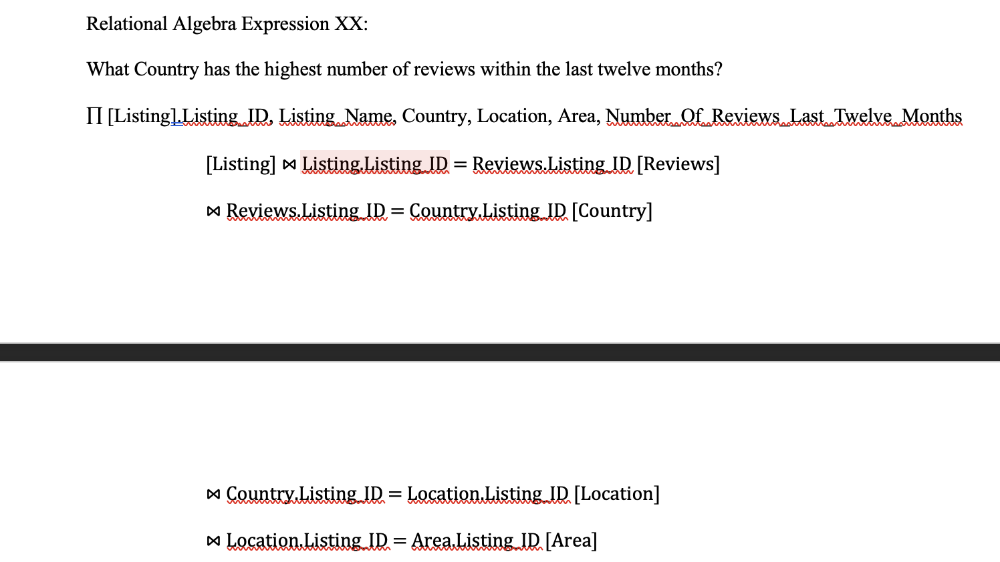 Relational Algebra Expression XX:
What Country has the highest number of reviews within the last twelve months?
∏ [Listing].Listing_ID, Listing_Name, Country, Location, Area, Number_Of_Reviews_Last_Twelve_Months
[Listing] ⋈ Listing.Listing_ID = Reviews.Listing_ID [Reviews]
⋈ Reviews.Listing_ID = Country.Listing_ID [Country]
⋈ Country.Listing_ID = Location.Listing_ID [Location]
⋈ Location.Listing_ID = Area.Listing_ID [Area]